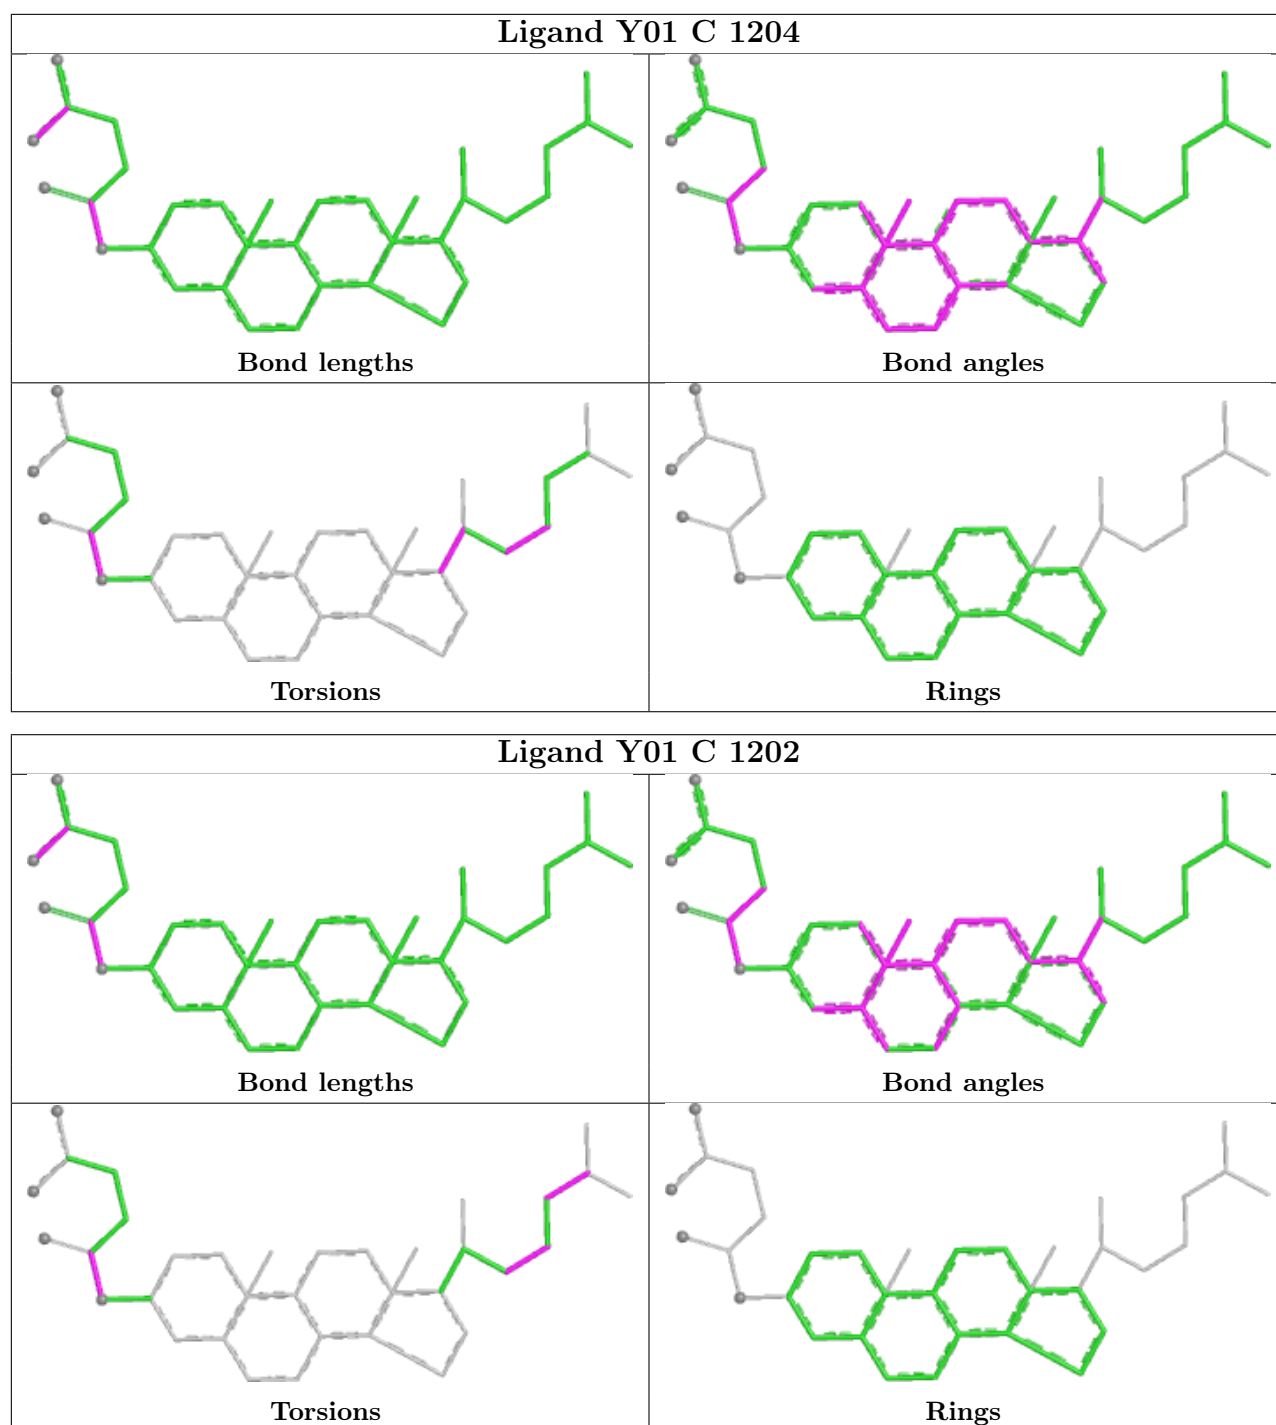 Ligand Y01 C 1204
Bond lengths
Bond angles
Torsions
Rings
Ligand Y01 C 1202
Bond lengths
Bond angles
Torsions
Rings